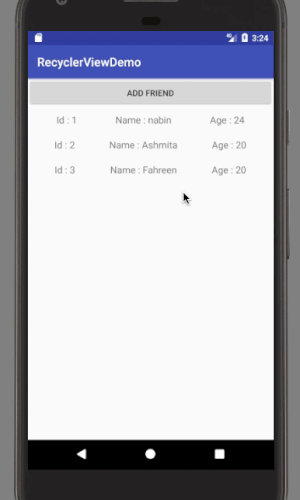 3:24
RecyclerViewDemo
ADD FRIEND
Id : 1 Name : nabin Age : 24
Id : 2 Name : Ashmita Age : 20
Id : 3 Name : Fahreen Age : 20